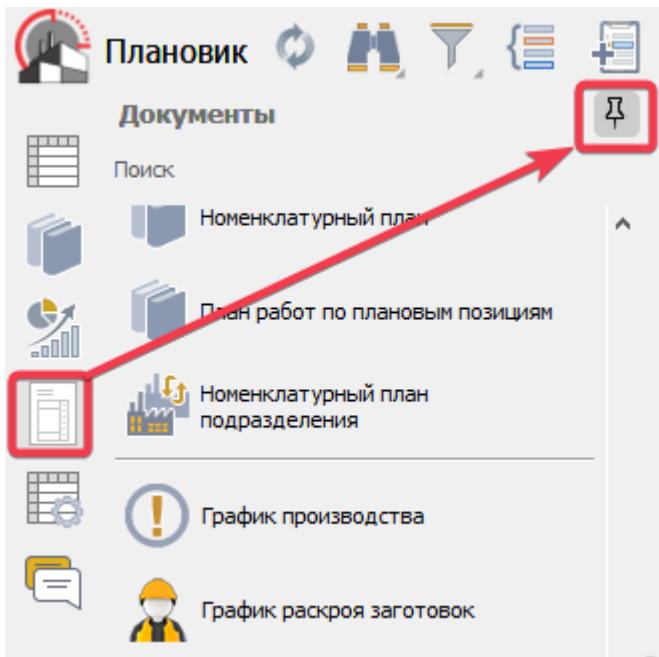 Плановик
Документы
Поиск
Номенклатурный план
План работ по плановым позициям
Номенклатурный план
подразделения
График производства
График раскроя заготовок